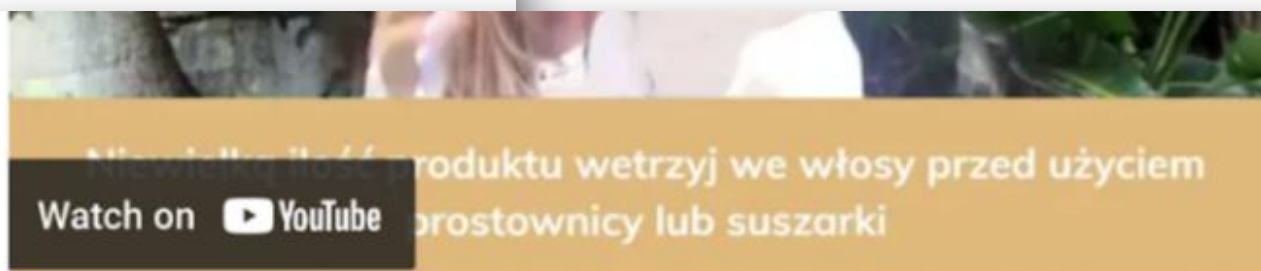 Niewielką ilość produktu wetrzyj we włosy przed użyciem
prostownicy lub suszarki
Watch on YouTube